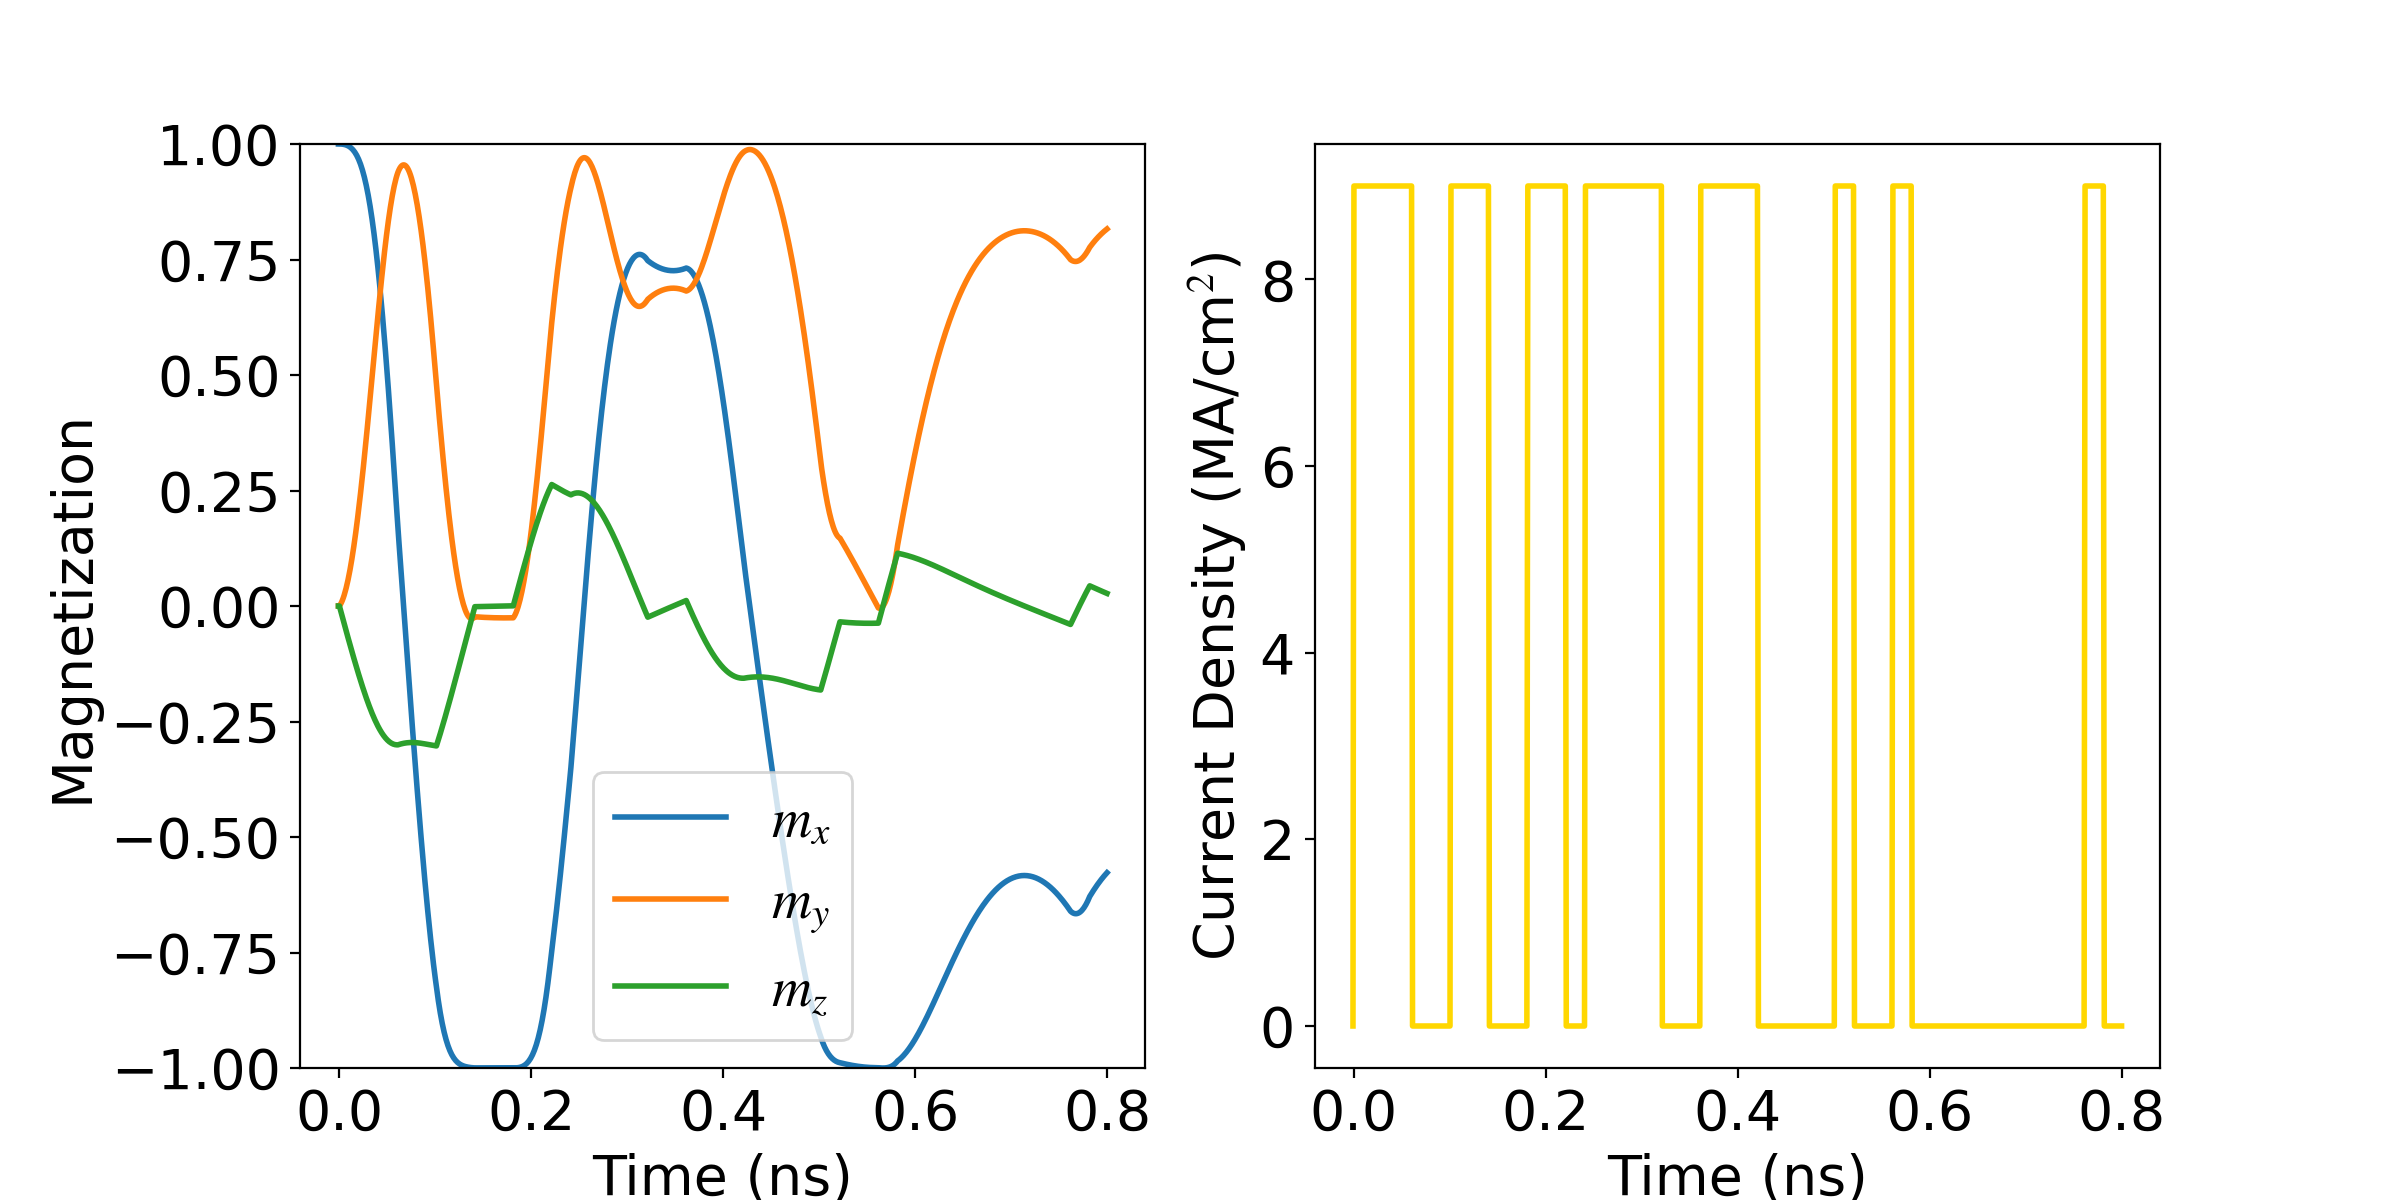 1.00
0.75
0.50
0.25
0.00
−0.25
−0.50
−0.75
−1.00
Magnetization
0.0 0.2 0.4 0.6 0.8
Time (ns)
m_x
m_y
m_z
8
6
4
2
0
Current Density (MA/cm²)
0.0 0.2 0.4 0.6 0.8
Time (ns)